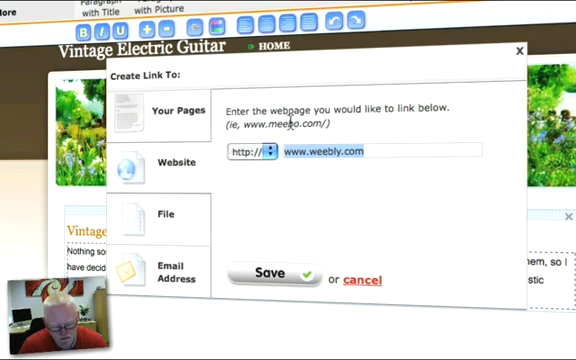 More
Paragraph
with Title
with Picture
B I U
Vintage Electric Guitar
HOME
Create Link To:
x
Your Pages
Website
File
Email
Address
Enter the webpage you would like to link below.
(ie, www.meebo.com/)
http://
www.weebly.com
Save or cancel
Vintage
Nothing so
have decid
hem, so I
stic